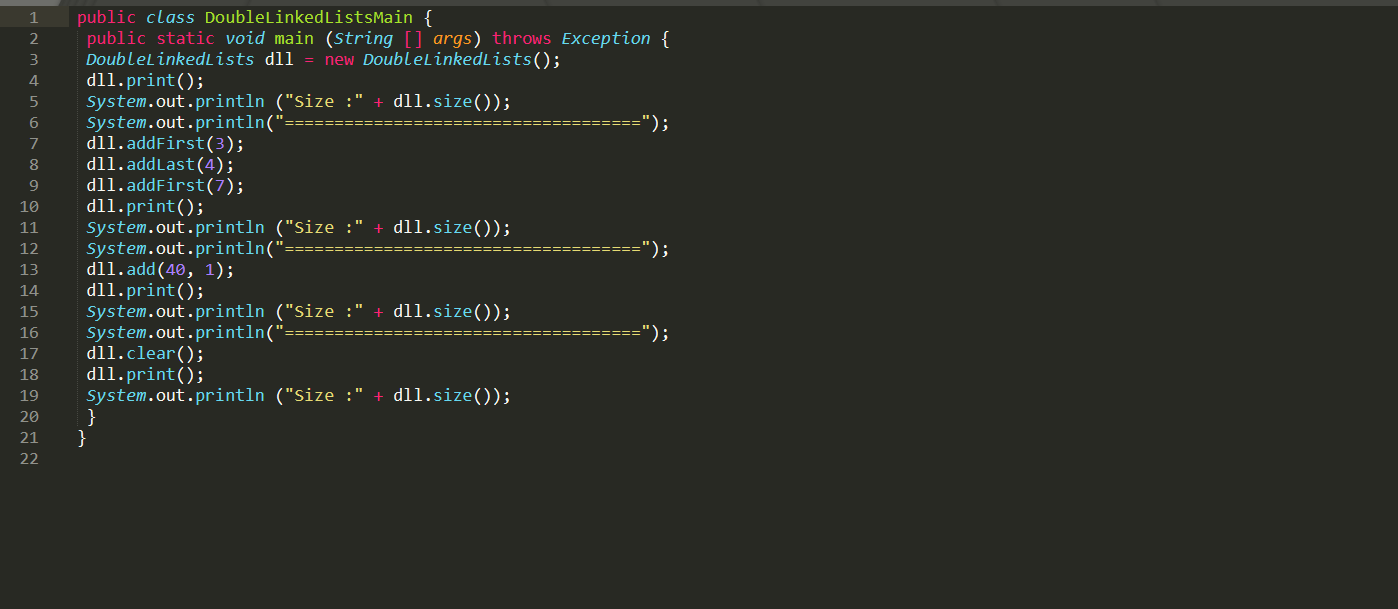 1 public class DoubleLinkedListsMain {
2 public static void main (String [] args) throws Exception {
3 DoubleLinkedLists dll = new DoubleLinkedLists();
4 dll.print();
5 System.out.println ("Size :" + dll.size());
6 System.out.println("====================================");
7 dll.addFirst(3);
8 dll.addLast(4);
9 dll.addFirst(7);
10 dll.print();
11 System.out.println ("Size :" + dll.size());
12 System.out.println("====================================");
13 dll.add(40, 1);
14 dll.print();
15 System.out.println ("Size :" + dll.size());
16 System.out.println("====================================");
17 dll.clear();
18 dll.print();
19 System.out.println ("Size :" + dll.size());
20 }
21 }
22